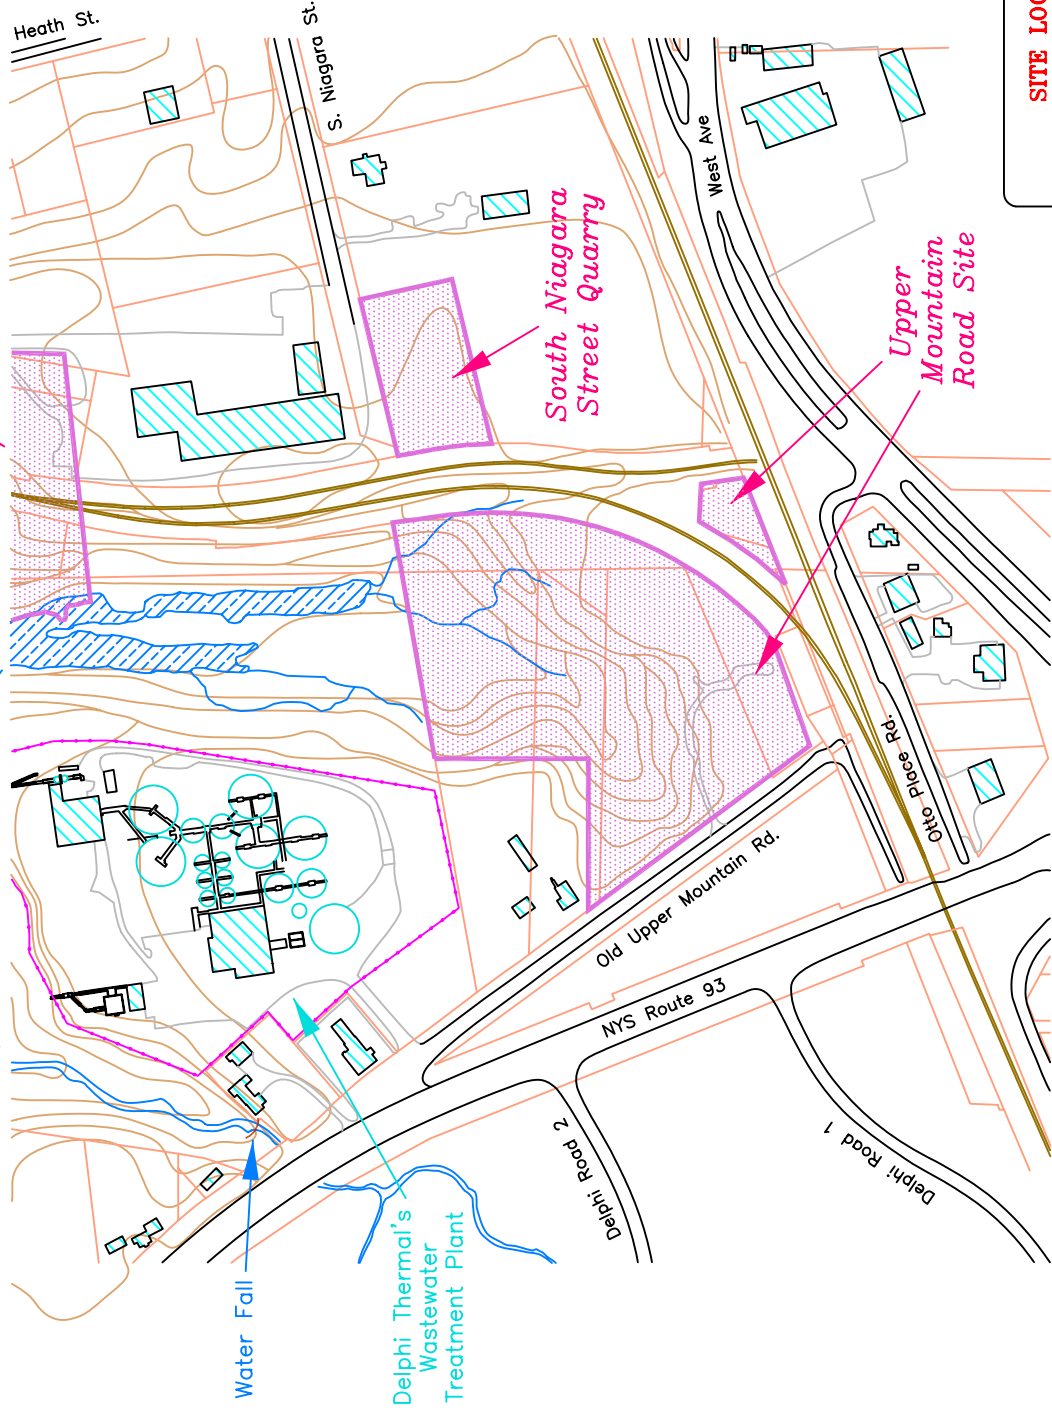 Heath St.
S. Niagara St.
SITE LOC
West Ave
South Niagara
Street Quarry
Upper
Mountain
Road Site
Otto Place Rd.
Old Upper Mountain Rd.
NYS Route 93
Delphi Road 2
Delphi Road 1
Water Fall
Delphi Thermal's
Wastewater
Treatment Plant